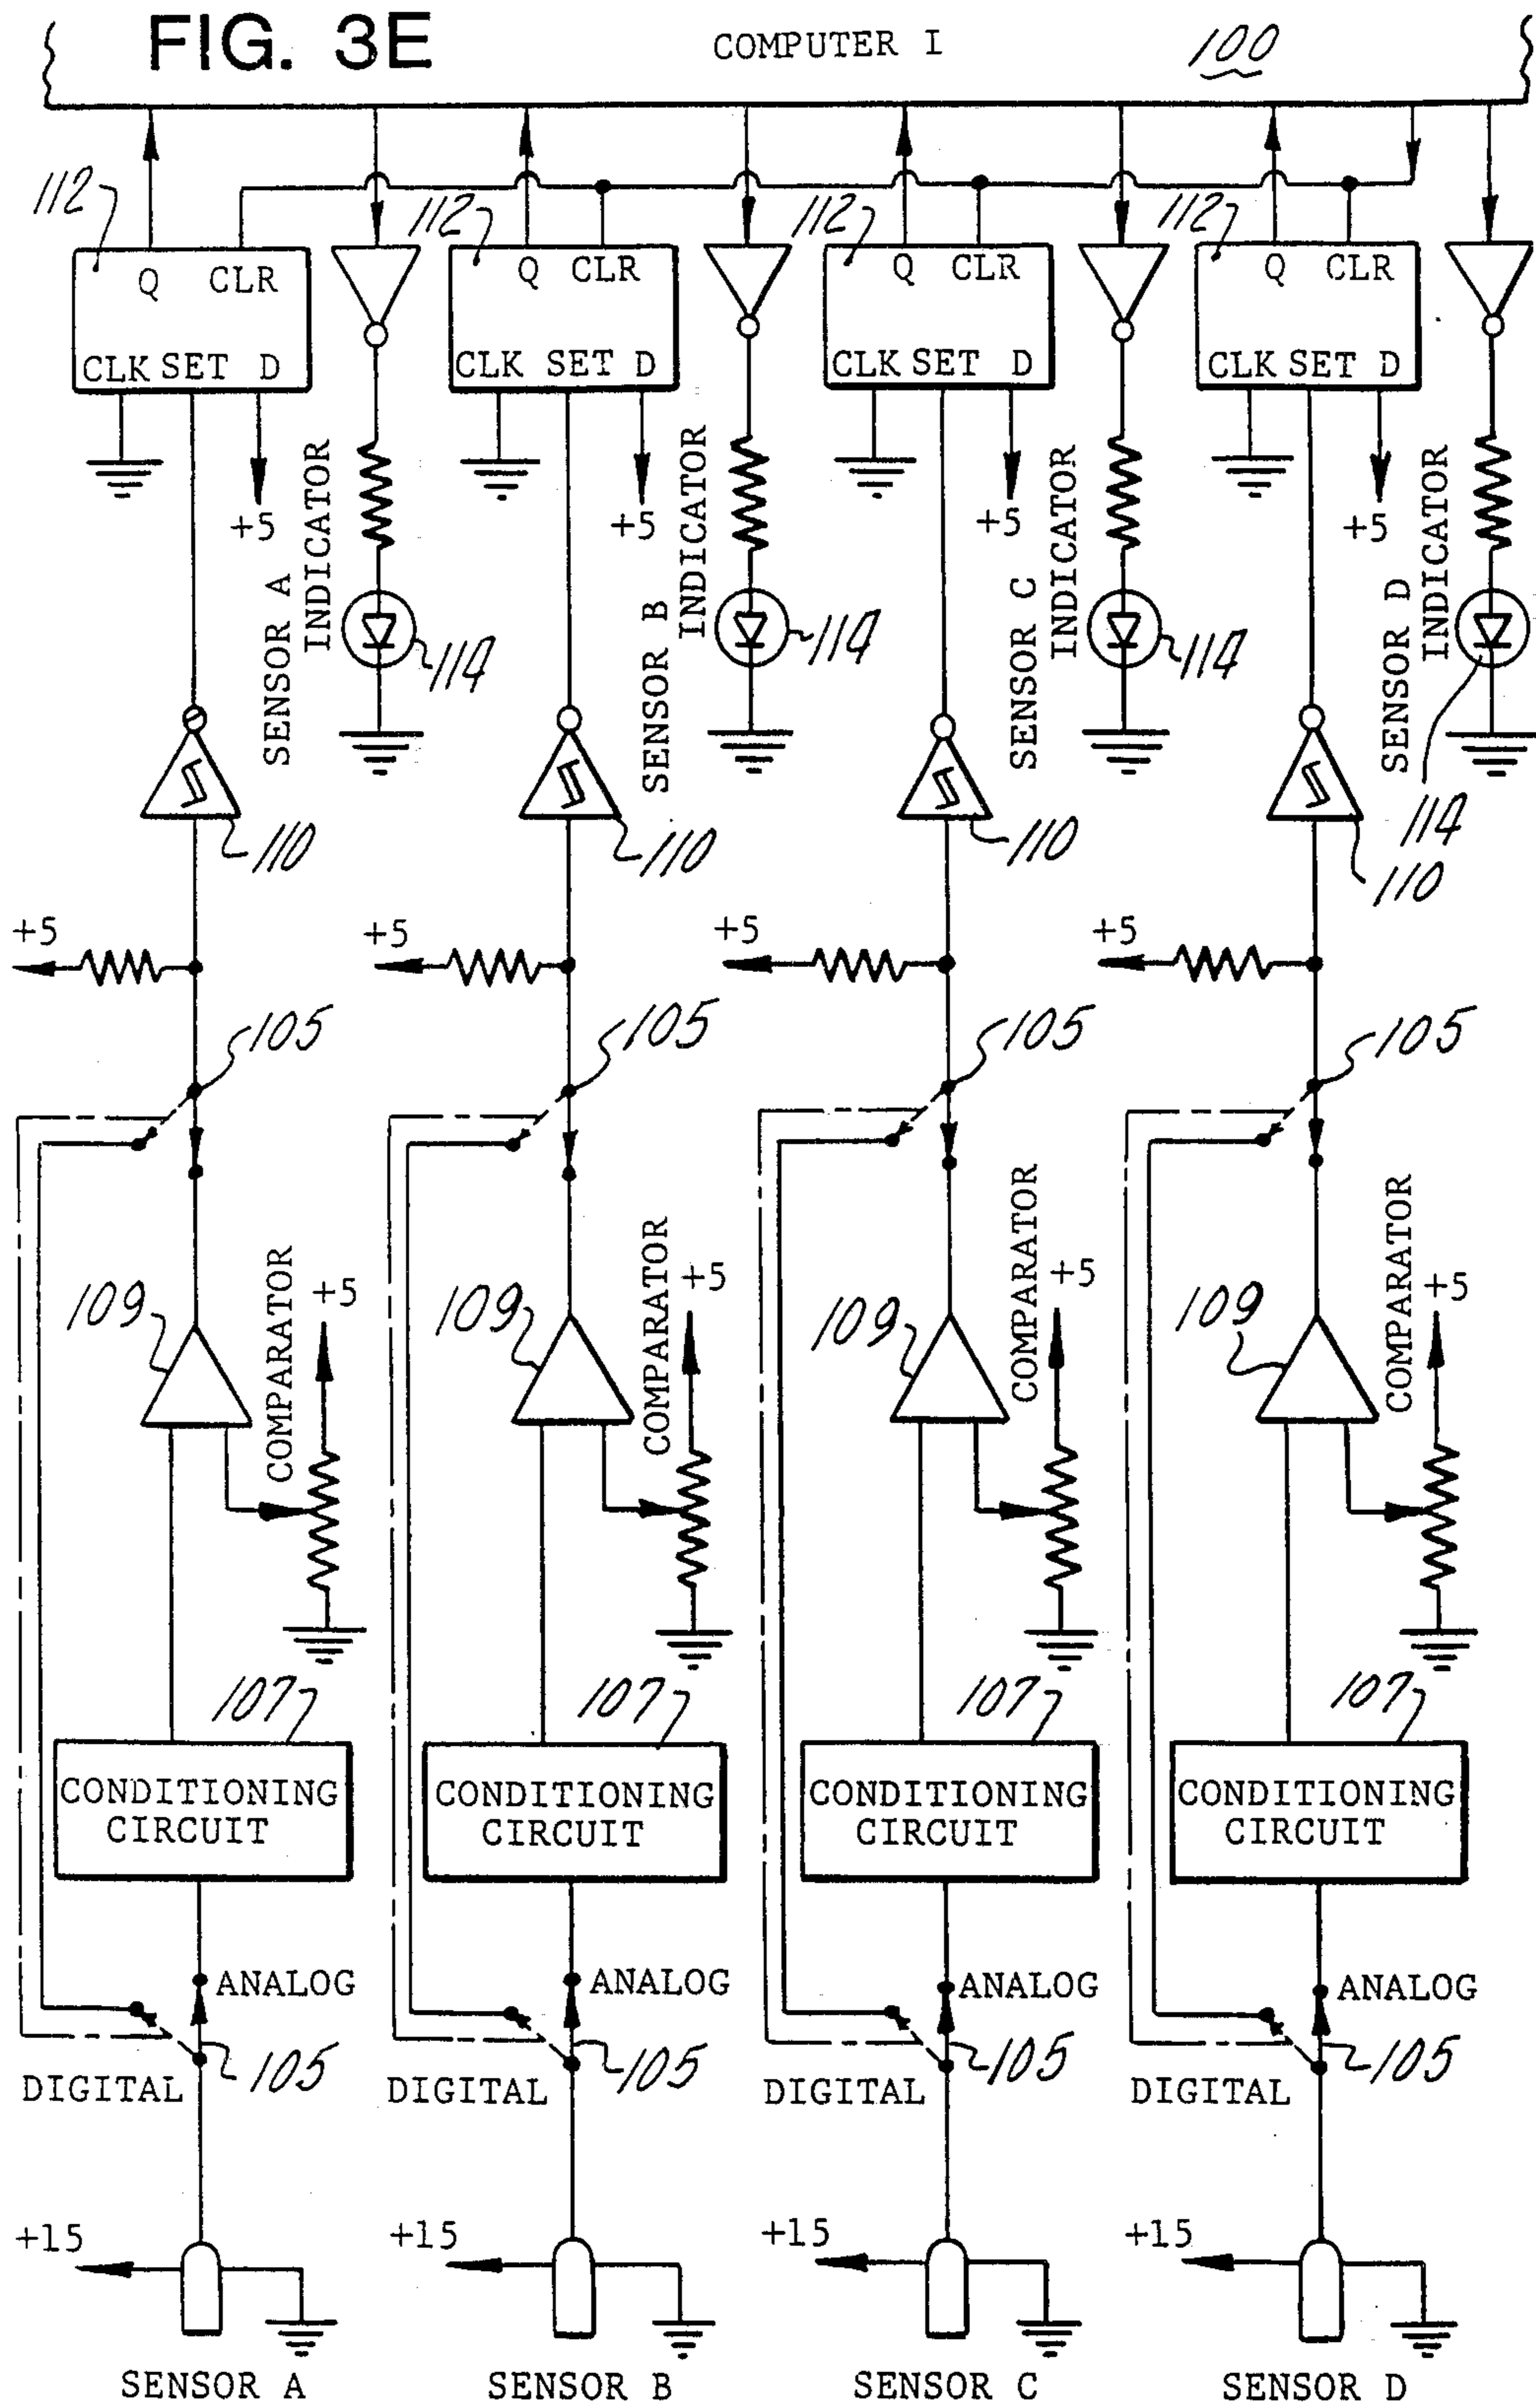 FIG. 3E COMPUTER I 100
112 112 112 112
Q CLR Q CLR Q CLR Q CLR
CLK SET D CLK SET D CLK SET D CLK SET D
+5 +5 +5 +5
SENSOR A INDICATOR
SENSOR B INDICATOR
SENSOR C INDICATOR
SENSOR D INDICATOR
114 114 114 114
110 110 110 110
+5 +5 +5 +5
105 105 105 105
109 109 109 109
COMPARATOR COMPARATOR COMPARATOR COMPARATOR
+5 +5 +5 +5
107 107 107 107
CONDITIONING CONDITIONING CONDITIONING CONDITIONING
CIRCUIT CIRCUIT CIRCUIT CIRCUIT
ANALOG ANALOG ANALOG ANALOG
105 105 105 105
DIGITAL DIGITAL DIGITAL DIGITAL
+15 +15 +15 +15
SENSOR A SENSOR B SENSOR C SENSOR D